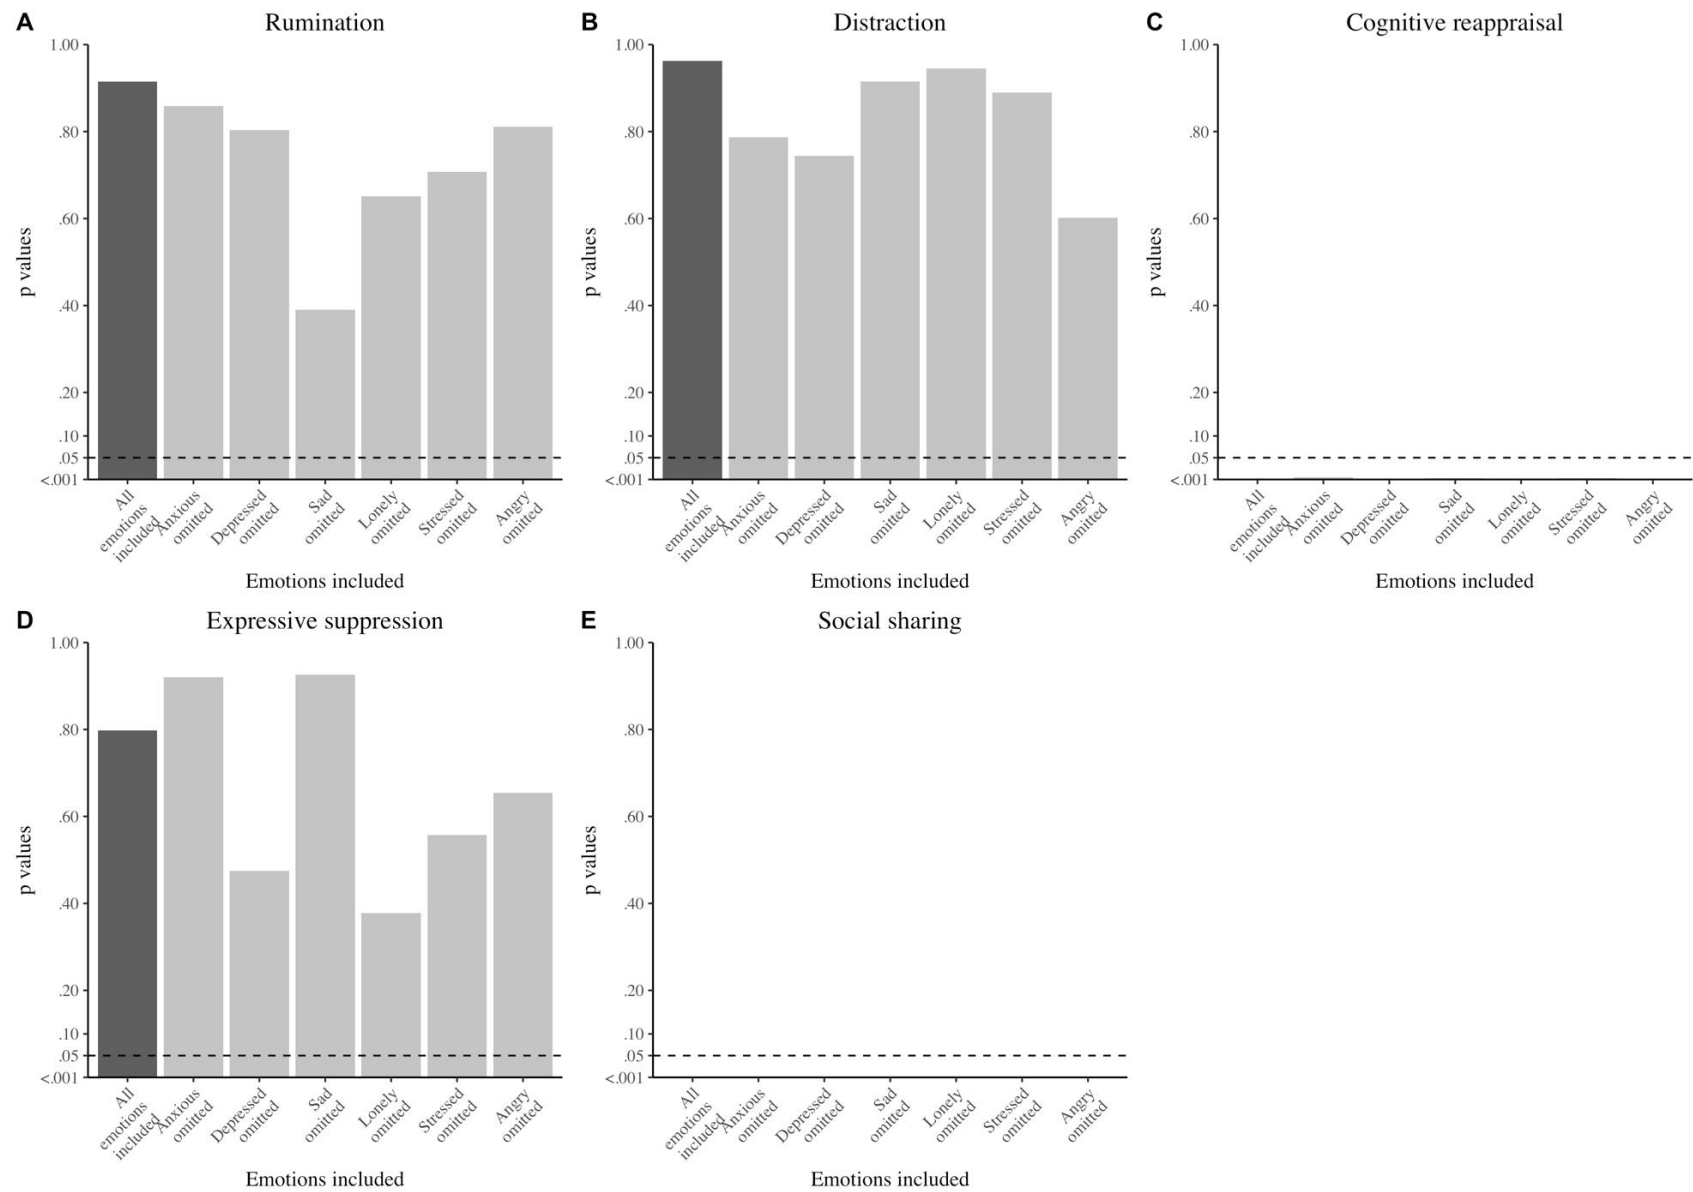 A
Rumination
1.00
.80
.60
.40
.20
.10
.05
<.001
p values
All
emotions
included
Anxious
omitted
Depressed
omitted
Sad
omitted
Lonely
omitted
Stressed
omitted
Angry
omitted
Emotions included
B
Distraction
1.00
.80
.60
.40
.20
.10
.05
<.001
p values
All
emotions
included
Anxious
omitted
Depressed
omitted
Sad
omitted
Lonely
omitted
Stressed
omitted
Angry
omitted
Emotions included
C
Cognitive reappraisal
1.00
.80
.60
.40
.20
.10
.05
<.001
p values
All
emotions
included
Anxious
omitted
Depressed
omitted
Sad
omitted
Lonely
omitted
Stressed
omitted
Angry
omitted
Emotions included
D
Expressive suppression
1.00
.80
.60
.40
.20
.10
.05
<.001
p values
All
emotions
included
Anxious
omitted
Depressed
omitted
Sad
omitted
Lonely
omitted
Stressed
omitted
Angry
omitted
Emotions included
E
Social sharing
1.00
.80
.60
.40
.20
.10
.05
<.001
p values
All
emotions
included
Anxious
omitted
Depressed
omitted
Sad
omitted
Lonely
omitted
Stressed
omitted
Angry
omitted
Emotions included